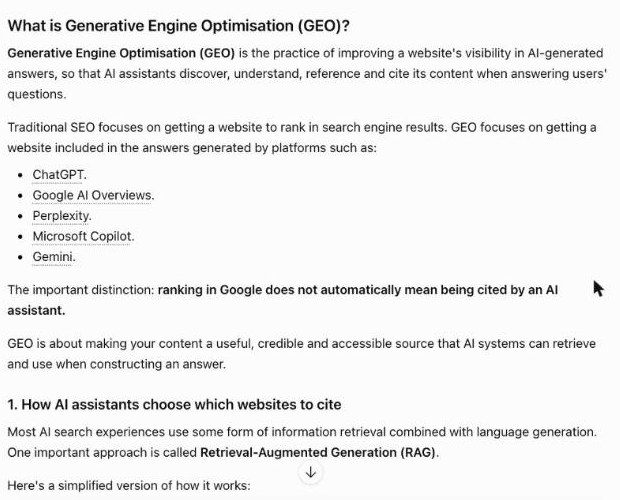 What is Generative Engine Optimisation (GEO)?
Generative Engine Optimisation (GEO) is the practice of improving a website's visibility in AI-generated
answers, so that AI assistants discover, understand, reference and cite its content when answering users'
questions.
Traditional SEO focuses on getting a website to rank in search engine results. GEO focuses on getting a
website included in the answers generated by platforms such as:
• ChatGPT.
• Google AI Overviews.
• Perplexity.
• Microsoft Copilot.
• Gemini.
The important distinction: ranking in Google does not automatically mean being cited by an AI
assistant.
GEO is about making your content a useful, credible and accessible source that AI systems can retrieve
and use when constructing an answer.
1. How AI assistants choose which websites to cite
Most AI search experiences use some form of information retrieval combined with language generation.
One important approach is called Retrieval-Augmented Generation (RAG).
Here's a simplified version of how it works: